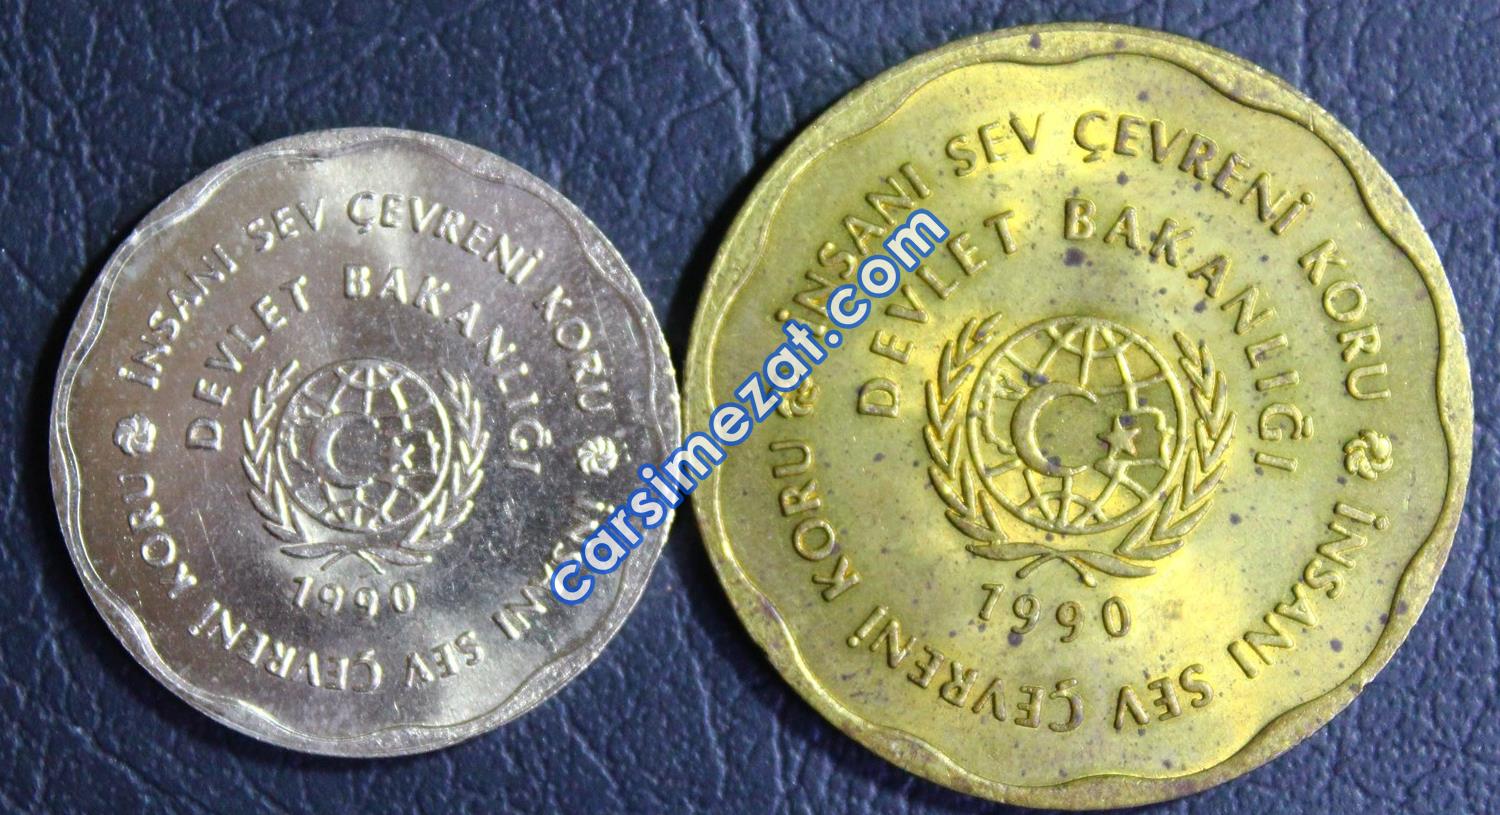 İNSANI SEV ÇEVRENİ KORU
DEVLET BAKANLIĞI
1990
İNSANI SEV ÇEVRENİ KORU
İNSANI SEV ÇEVRENİ KORU
DEVLET BAKANLIĞI
1990
İNSANI SEV ÇEVRENİ KORU
carsimezat.com